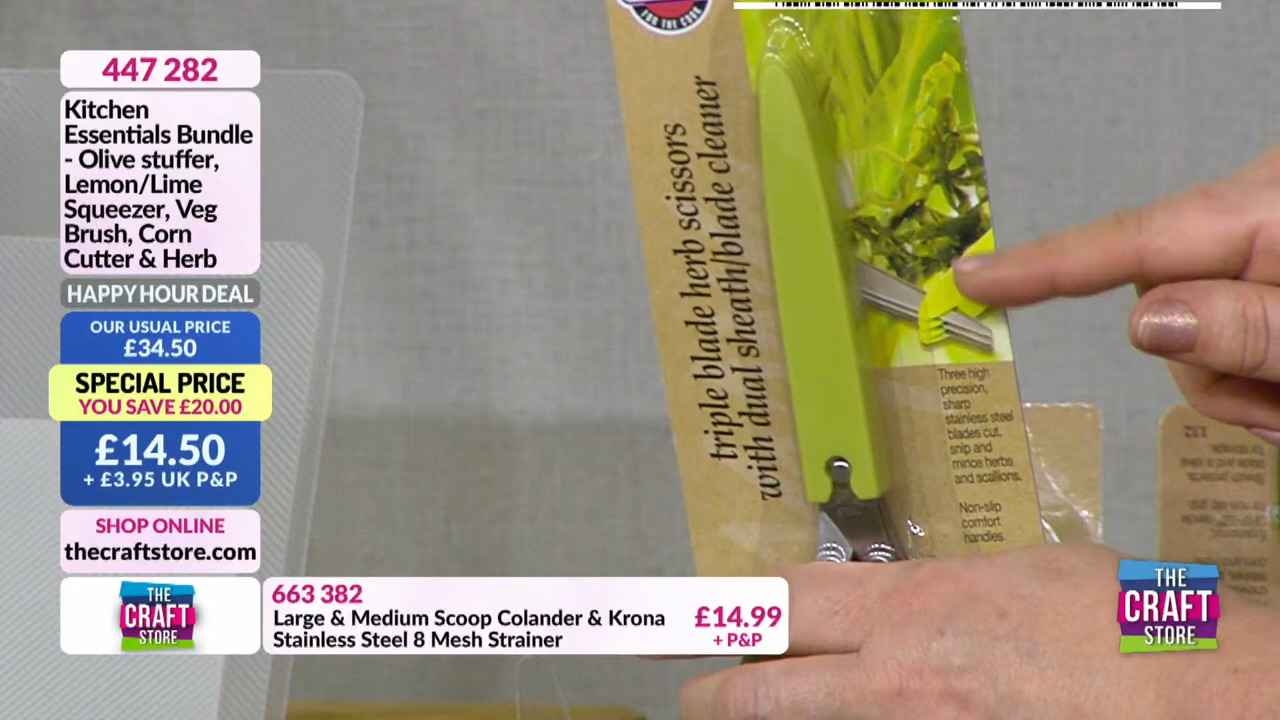 447 282
Kitchen
Essentials Bundle
- Olive stuffer,
Lemon/Lime
Squeezer, Veg
Brush, Corn
Cutter & Herb
HAPPY HOUR DEAL
OUR USUAL PRICE
£34.50
SPECIAL PRICE
YOU SAVE £20.00
£14.50
+ £3.95 UK P&P
SHOP ONLINE
thecraftstore.com
THE
CRAFT
STORE
663 382
Large & Medium Scoop Colander & Krona
Stainless Steel 8 Mesh Strainer
£14.99
+ P&P
FOR THE COOK
triple blade herb scissors
with dual sheath/blade cleaner
Three high
precision,
sharp
stainless steel
blades cut,
snip and
mince herbs
and scallions.
Non-slip
comfort
handles
THE
CRAFT
STORE